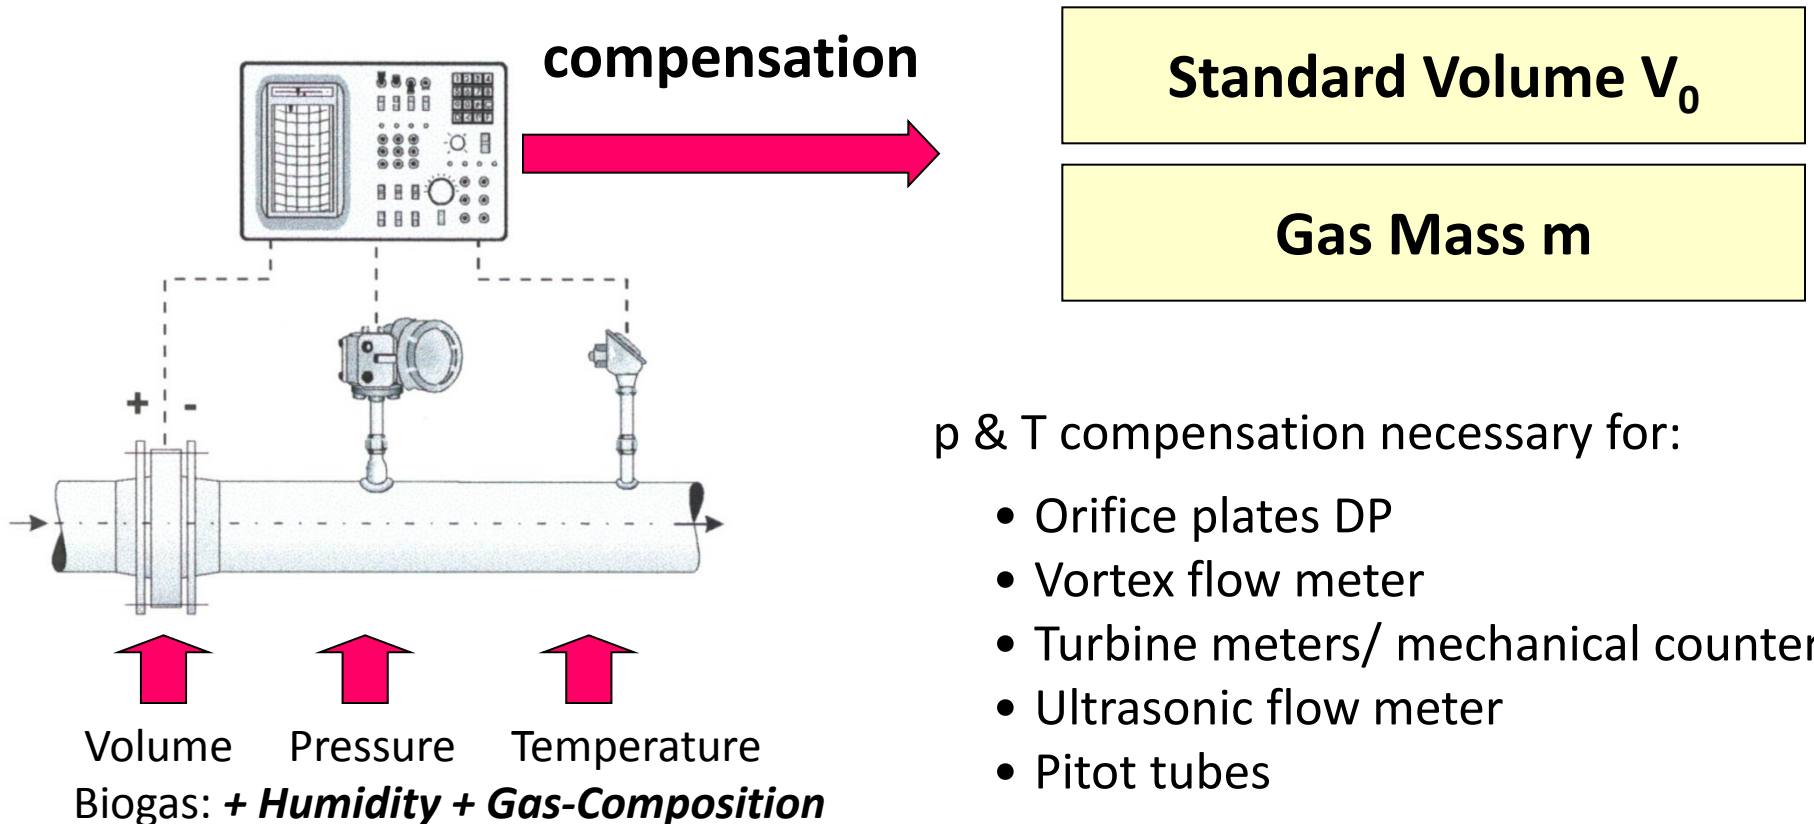 compensation
Standard Volume V₀
Gas Mass m
+ -
Volume Pressure Temperature
Biogas: + Humidity + Gas-Composition
p & T compensation necessary for:
• Orifice plates DP
• Vortex flow meter
• Turbine meters/ mechanical counter
• Ultrasonic flow meter
• Pitot tubes